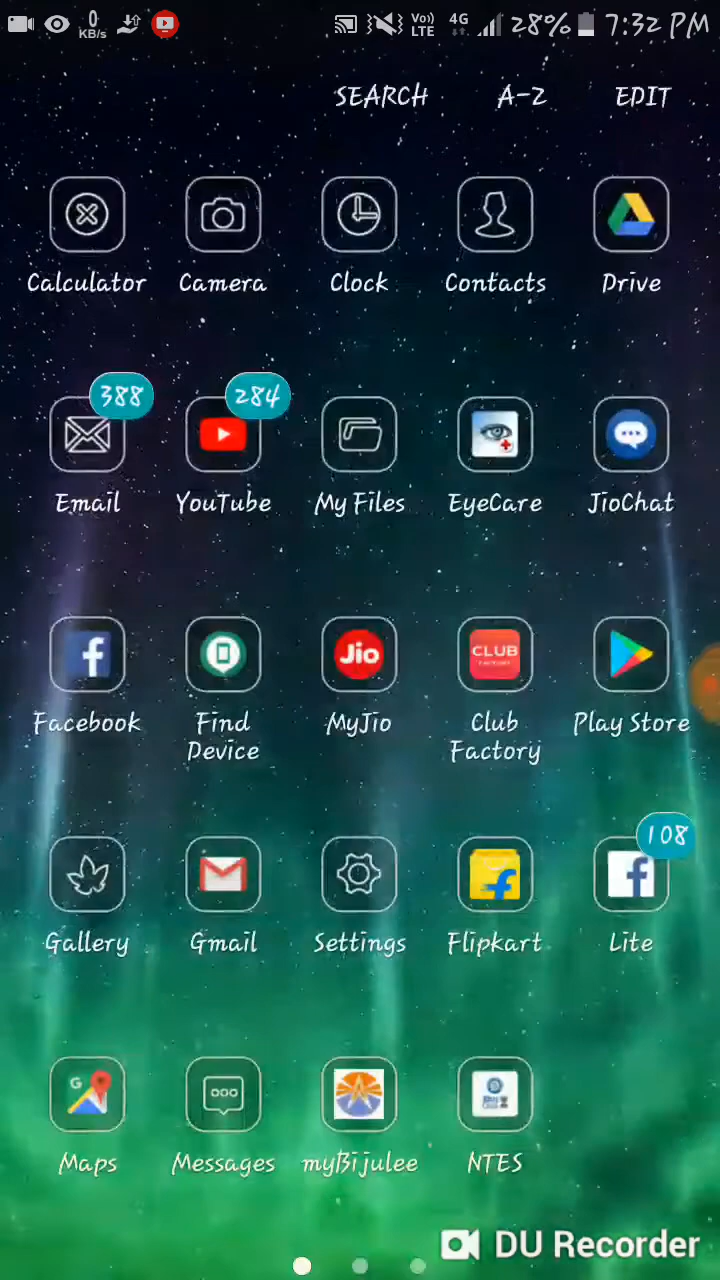 0
KB/s
Vo))
LTE
4G
28%
7:32 PM
SEARCH A-Z EDIT
Calculator Camera Clock Contacts Drive
388 284
Email YouTube My Files EyeCare JioChat
Jio
CLUB
FACTORY
Facebook Find Device MyJio Club Factory Play Store
108
Gallery Gmail Settings Flipkart Lite
G
Maps Messages myBijulee NTES
DU Recorder